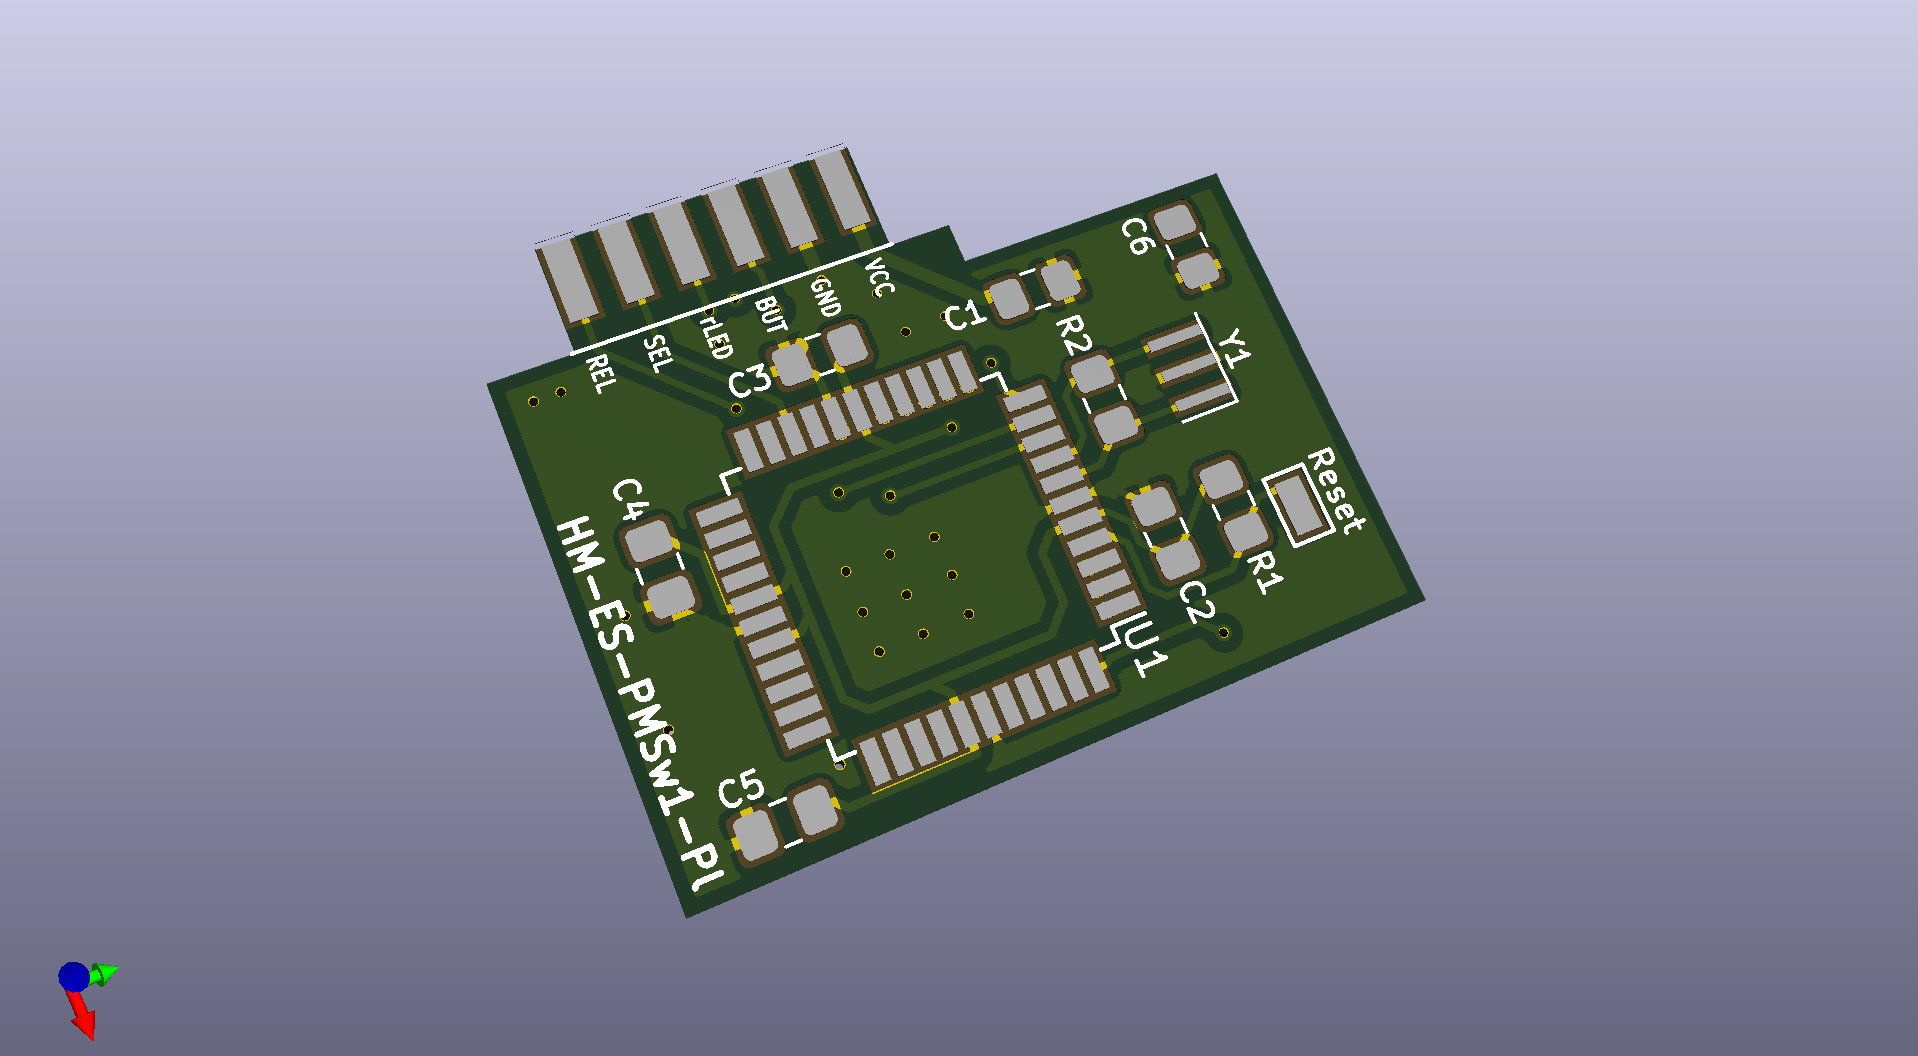 VCC
GND
BUT
rLED
SEL
REL
C6
C1
R2
Y1
C3
C4
Reset
R1
C2
U1
C5
HM-ES-PMSw1-Pl